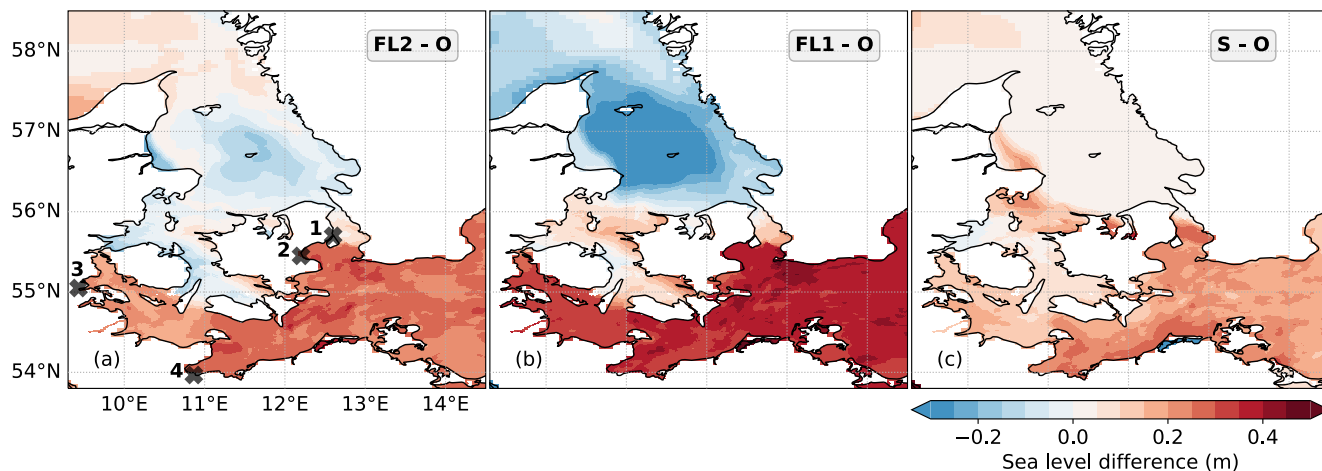 FL2 - O
FL1 - O
S - O
58°N
57°N
56°N
55°N
54°N
1
2
3
4
(a)
(b)
(c)
10°E 11°E 12°E 13°E 14°E
−0.2 0.0 0.2 0.4
Sea level difference (m)